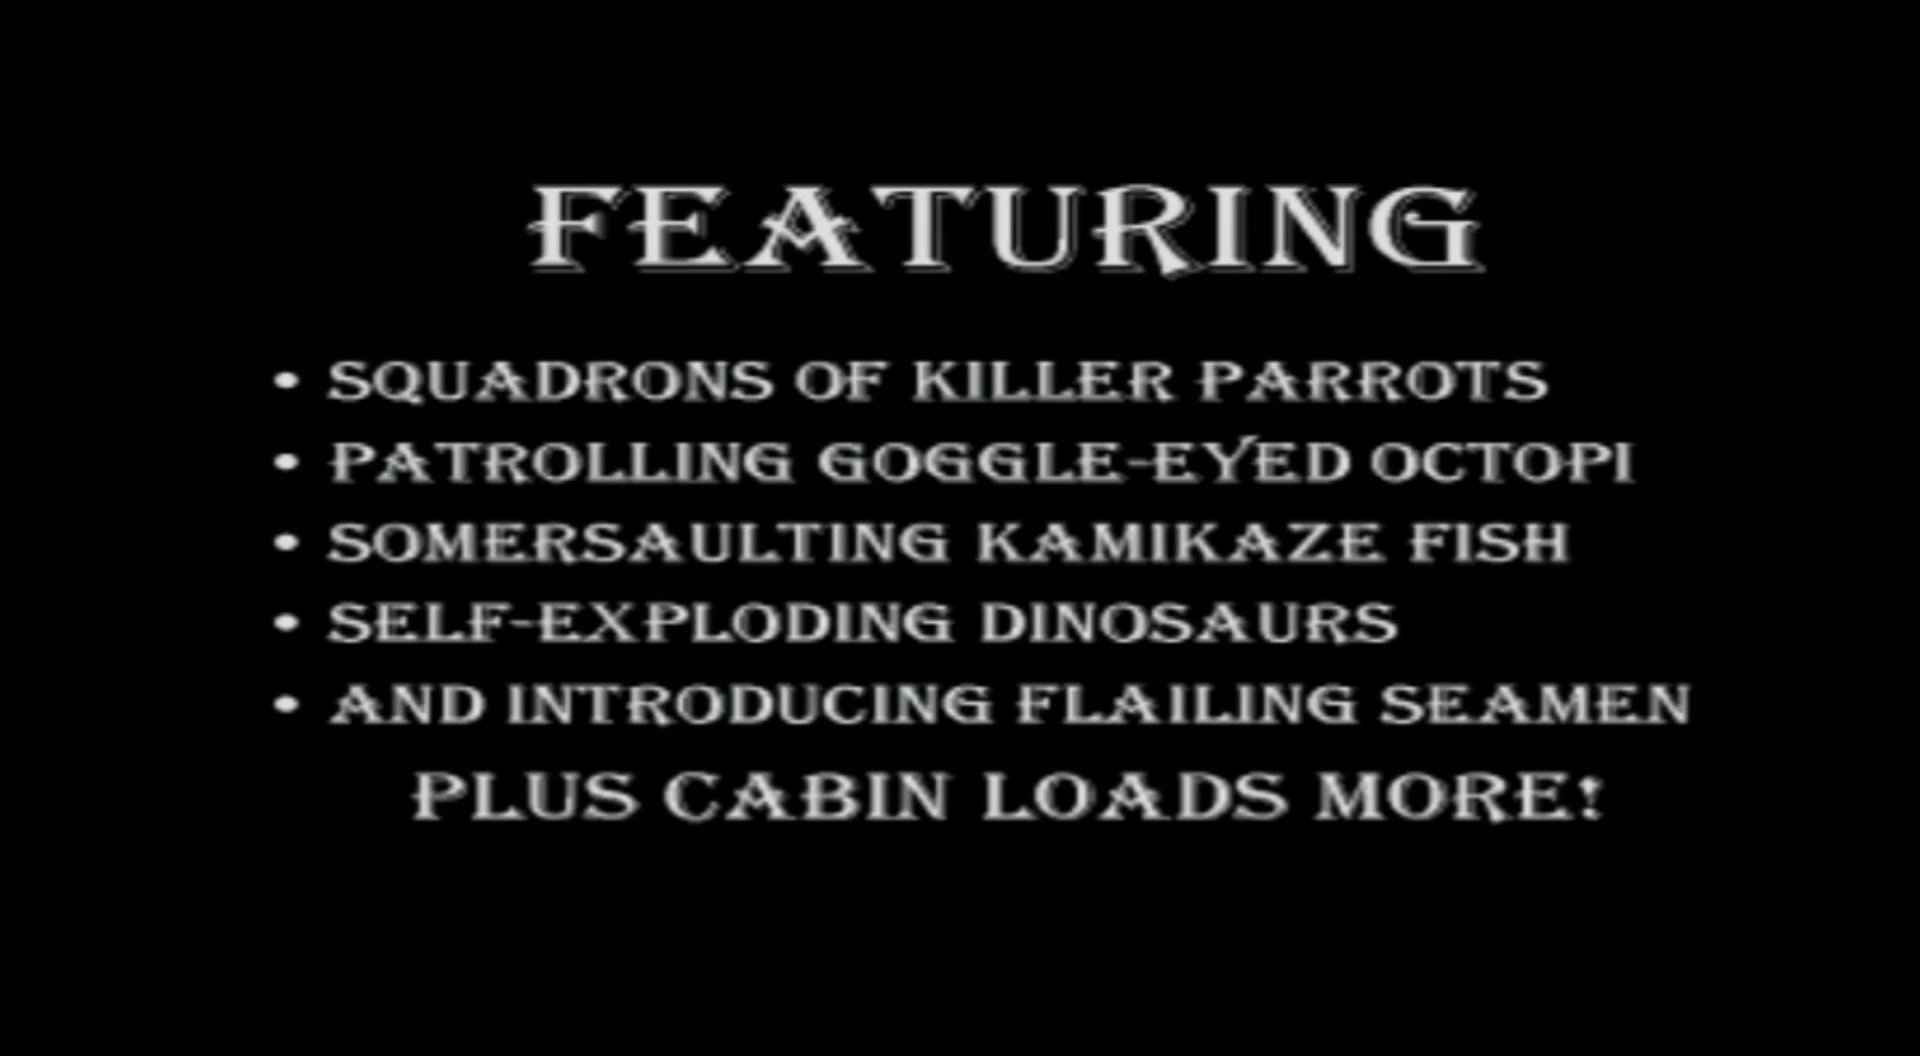 FEATURING
• SQUADRONS OF KILLER PARROTS
• PATROLLING GOGGLE-EYED OCTOPI
• SOMERSAULTING KAMIKAZE FISH
• SELF-EXPLODING DINOSAURS
• AND INTRODUCING FLAILING SEAMEN
PLUS CABIN LOADS MORE!